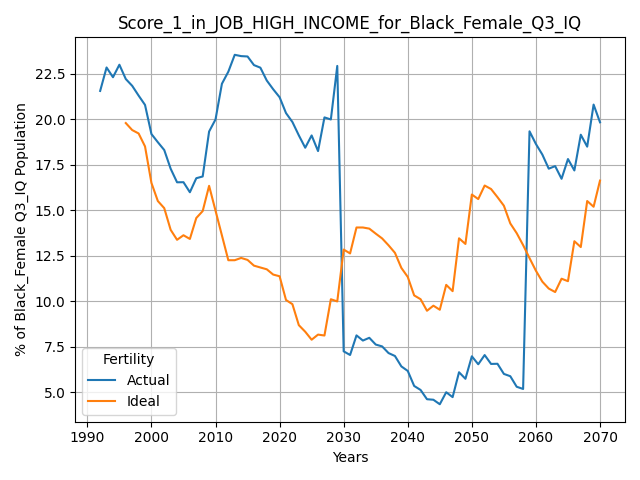 Score_1_in_JOB_HIGH_INCOME_for_Black_Female_Q3_IQ
% of Black_Female Q3_IQ Population
22.5
20.0
17.5
15.0
12.5
10.0
7.5
5.0
Fertility
Actual
Ideal
1990 2000 2010 2020 2030 2040 2050 2060 2070
Years